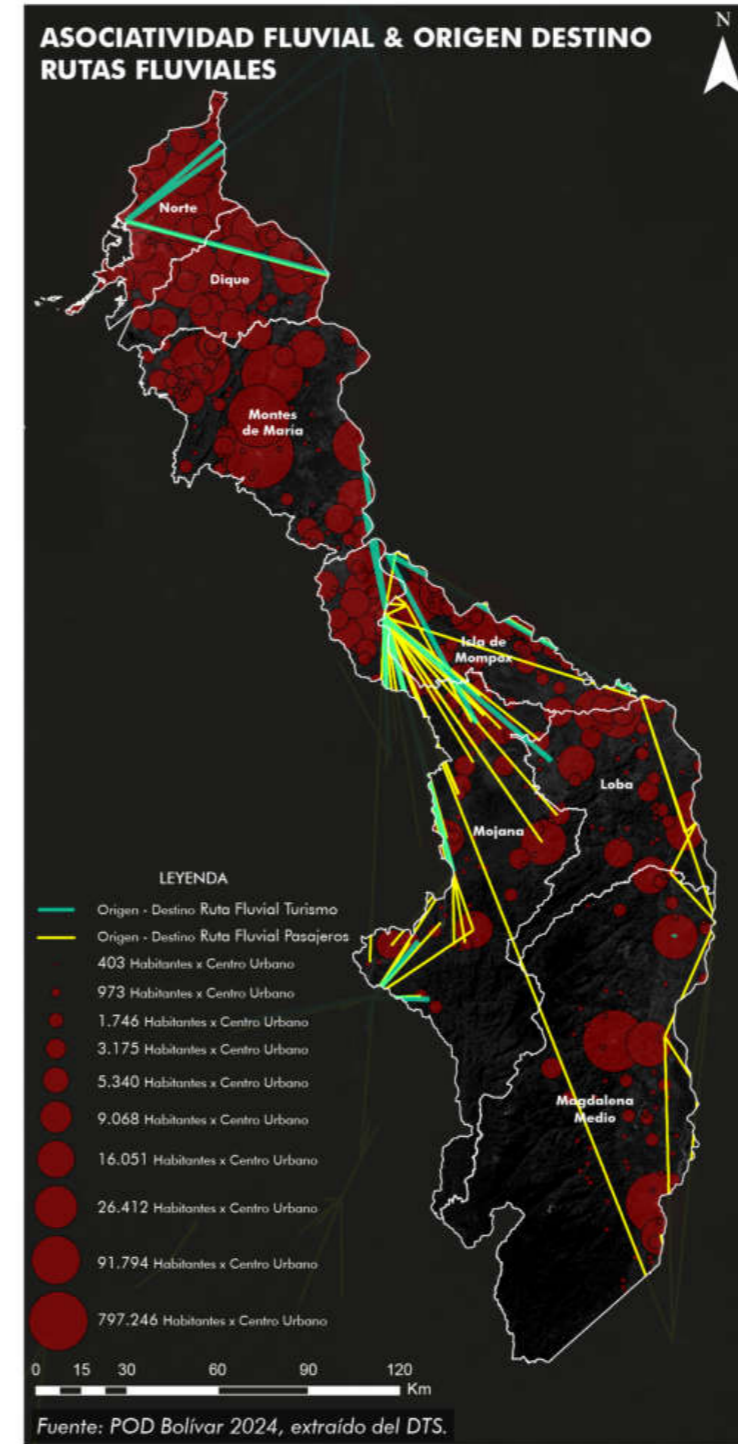 ASOCIATIVIDAD FLUVIAL & ORIGEN DESTINO
RUTAS FLUVIALES
N
Norte
Dique
Montes
de María
Isla de
Mompox
Loba
Mojana
Magdalena
Medio
LEYENDA
Origen - Destino Ruta Fluvial Turismo
Origen - Destino Ruta Fluvial Pasajeros
403 Habitantes x Centro Urbano
973 Habitantes x Centro Urbano
1.746 Habitantes x Centro Urbano
3.175 Habitantes x Centro Urbano
5.340 Habitantes x Centro Urbano
9.068 Habitantes x Centro Urbano
16.051 Habitantes x Centro Urbano
26.412 Habitantes x Centro Urbano
91.794 Habitantes x Centro Urbano
797.246 Habitantes x Centro Urbano
0 15 30 60 90 120
Km
Fuente: POD Bolívar 2024, extraído del DTS.